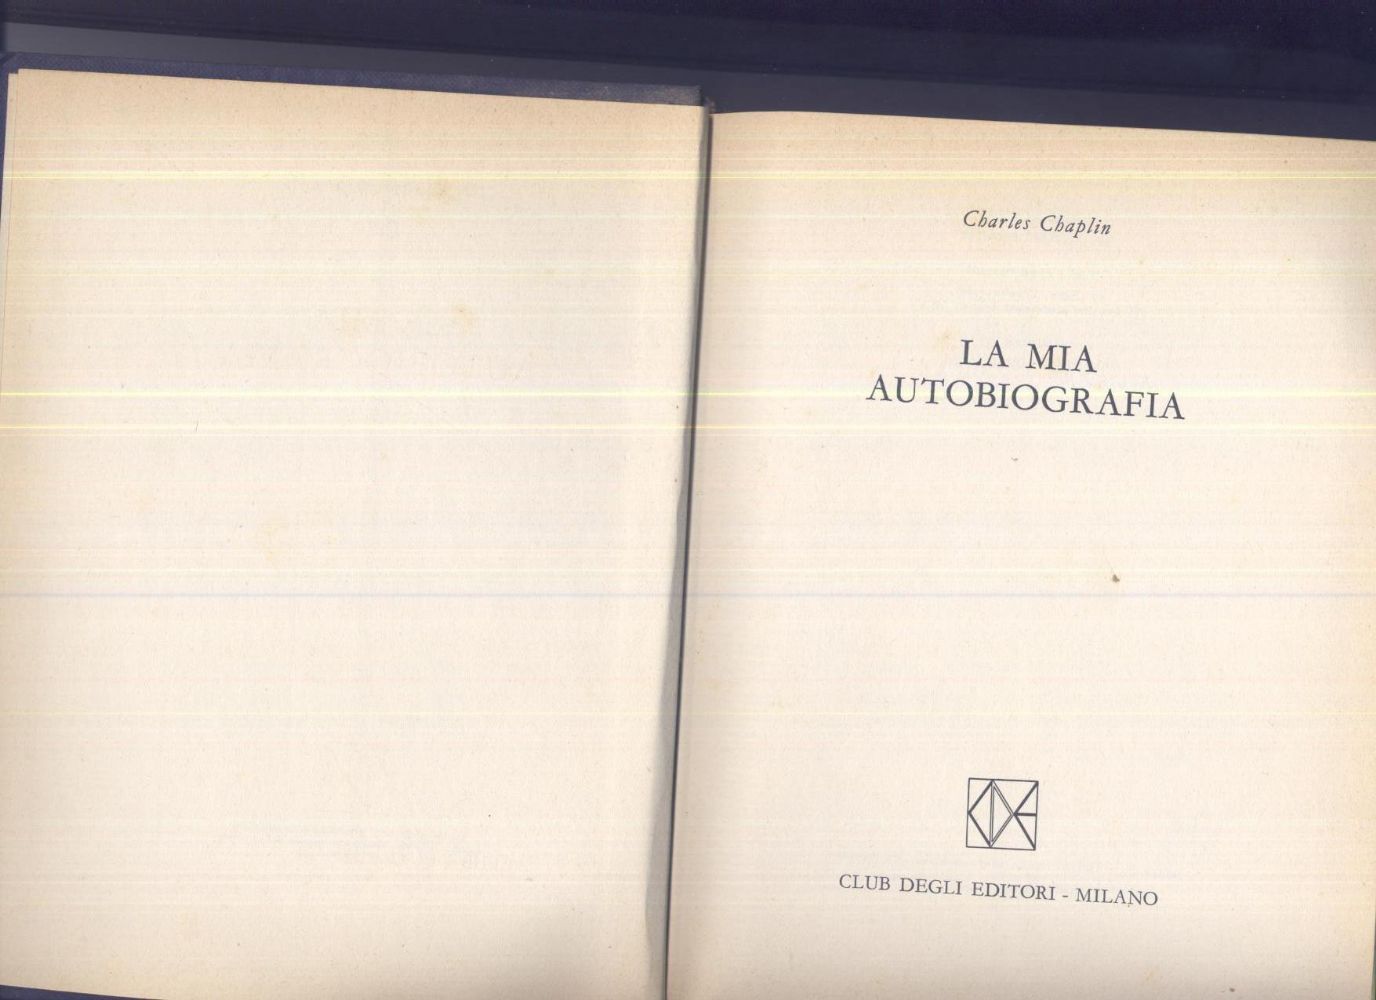 Charles Chaplin
LA MIA
AUTOBIOGRAFIA
CLUB DEGLI EDITORI - MILANO